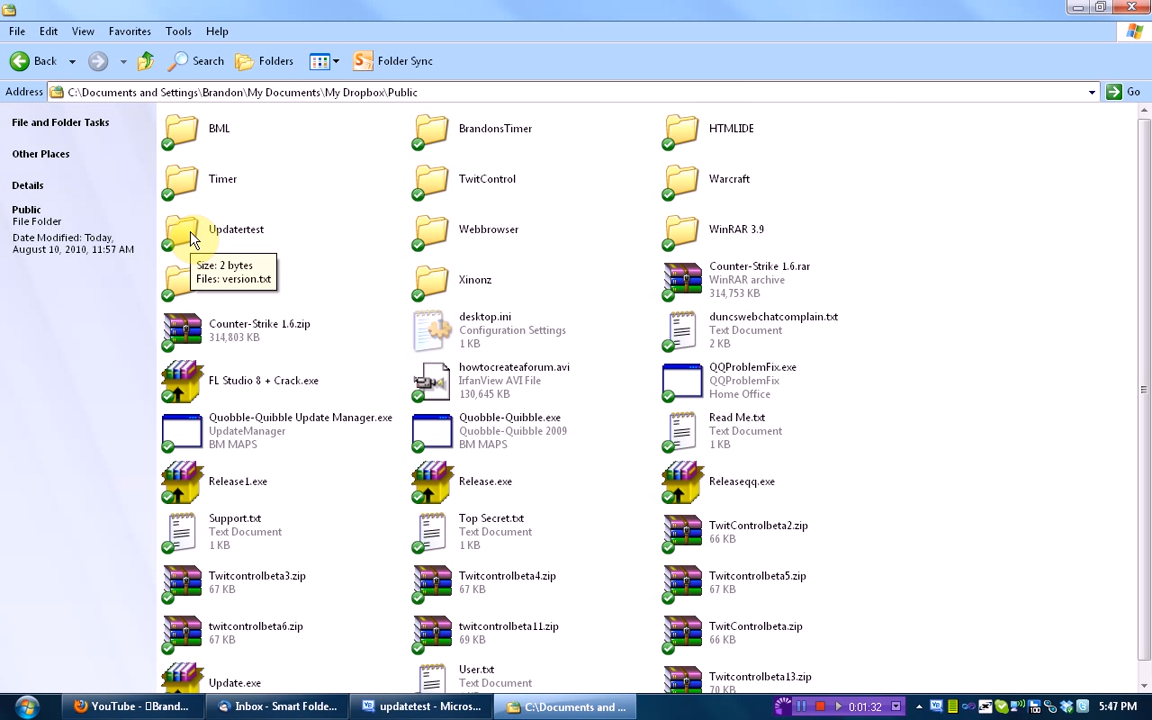 File Edit View Favorites Tools Help
Back Search Folders Folder Sync
Address C:\Documents and Settings\Brandon\My Documents\My Dropbox\Public Go
File and Folder Tasks
Other Places
Details
Public
File Folder
Date Modified: Today,
August 10, 2010, 11:57 AM
BML
BrandonsTimer
HTMLIDE
Timer
TwitControl
Warcraft
Updatertest
Webbrowser
WinRAR 3.9
Size: 2 bytes
Files: version.txt
Xinonz
Counter-Strike 1.6.rar
WinRAR archive
314,753 KB
Counter-Strike 1.6.zip
314,803 KB
desktop.ini
Configuration Settings
1 KB
duncswebchatcomplain.txt
Text Document
2 KB
FL Studio 8 + Crack.exe
howtocreateaforum.avi
IrfanView AVI File
130,645 KB
QQProblemFix.exe
QQProblemFix
Home Office
Quobble-Quibble Update Manager.exe
UpdateManager
BM MAPS
Quobble-Quibble.exe
Quobble-Quibble 2009
BM MAPS
Read Me.txt
Text Document
1 KB
Release1.exe
Release.exe
Releaseqq.exe
Support.txt
Text Document
1 KB
Top Secret.txt
Text Document
1 KB
TwitControlbeta2.zip
66 KB
Twitcontrolbeta3.zip
67 KB
Twitcontrolbeta4.zip
67 KB
Twitcontrolbeta5.zip
67 KB
twitcontrolbeta6.zip
67 KB
twitcontrolbeta11.zip
69 KB
TwitControlbeta.zip
66 KB
Update.exe
User.txt
Text Document
Twitcontrolbeta13.zip
70 KB
YouTube - Brand...
Inbox - Smart Folde...
updatetest - Micros...
C:\Documents and ...
0:01:32
5:47 PM